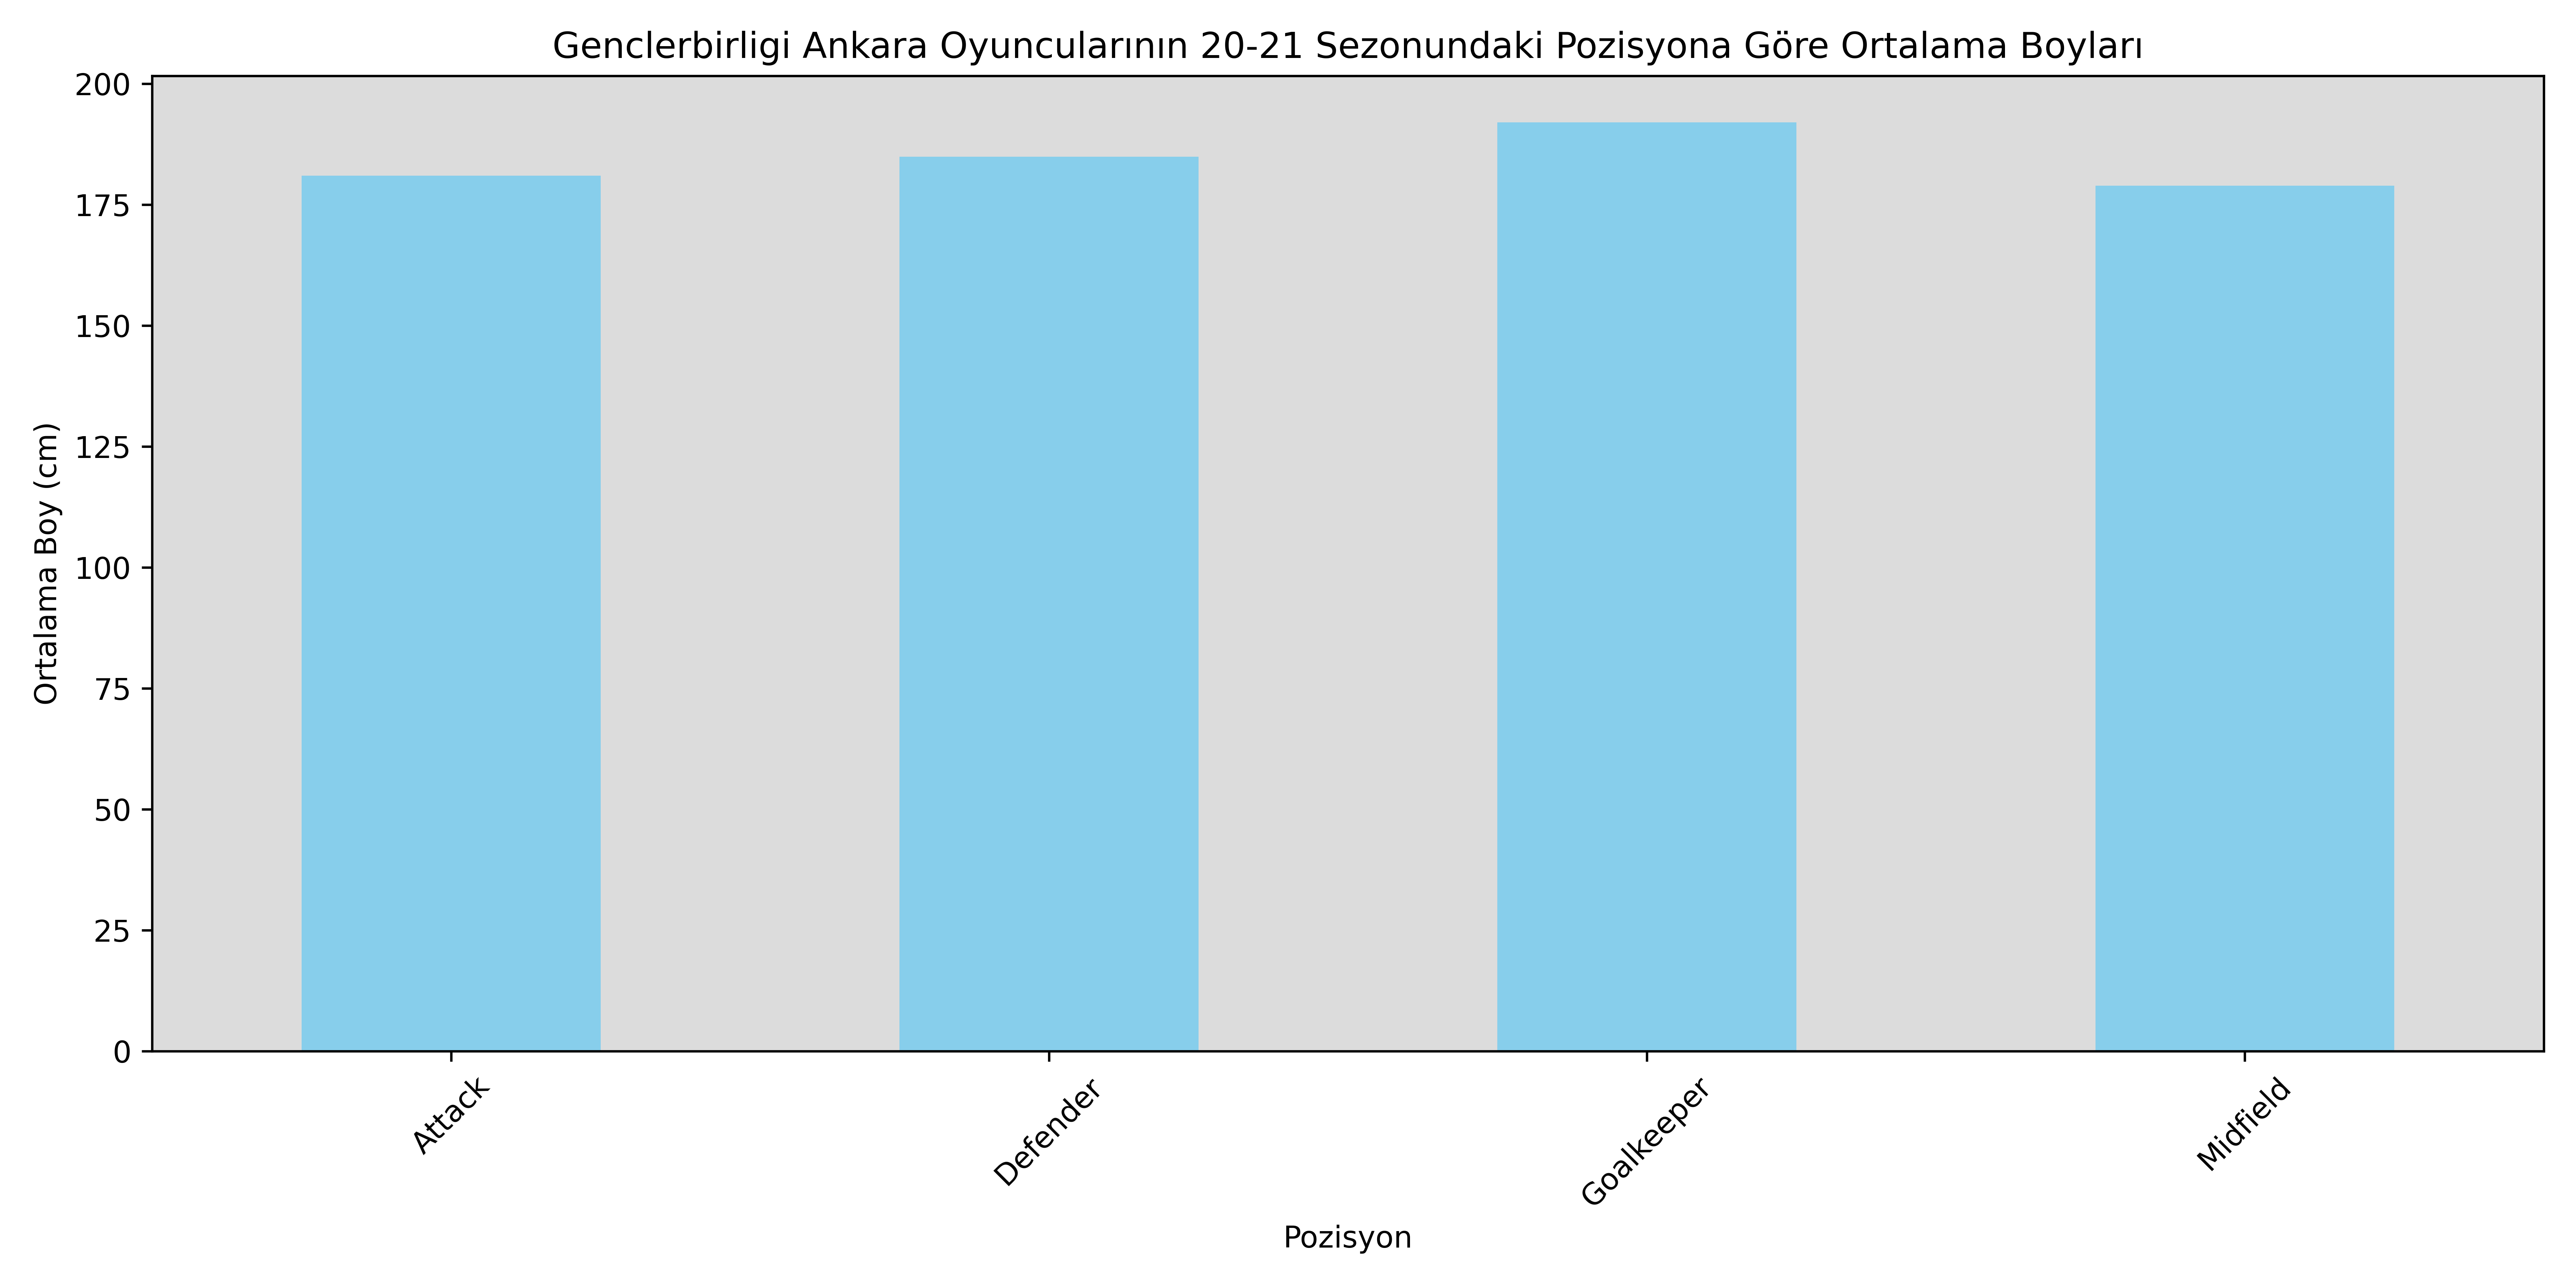 Genclerbirligi Ankara Oyuncularının 20-21 Sezonundaki Pozisyona Göre Ortalama Boyları
200
175
150
125
100
75
50
25
0
Ortalama Boy (cm)
Attack
Defender
Goalkeeper
Midfield
Pozisyon